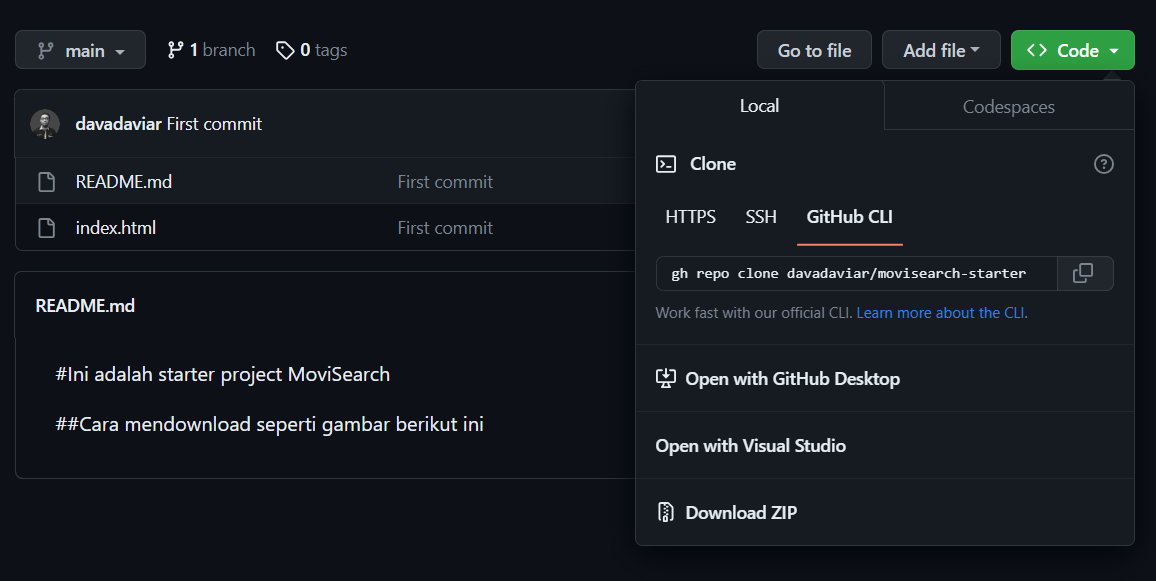 main
1 branch
0 tags
Go to file
Add file
Code
davadaviar First commit
README.md First commit
index.html First commit
README.md
#Ini adalah starter project MoviSearch
##Cara mendownload seperti gambar berikut ini
Local
Codespaces
Clone
HTTPS
SSH
GitHub CLI
gh repo clone davadaviar/movisearch-starter
Work fast with our official CLI. Learn more about the CLI.
Open with GitHub Desktop
Open with Visual Studio
Download ZIP